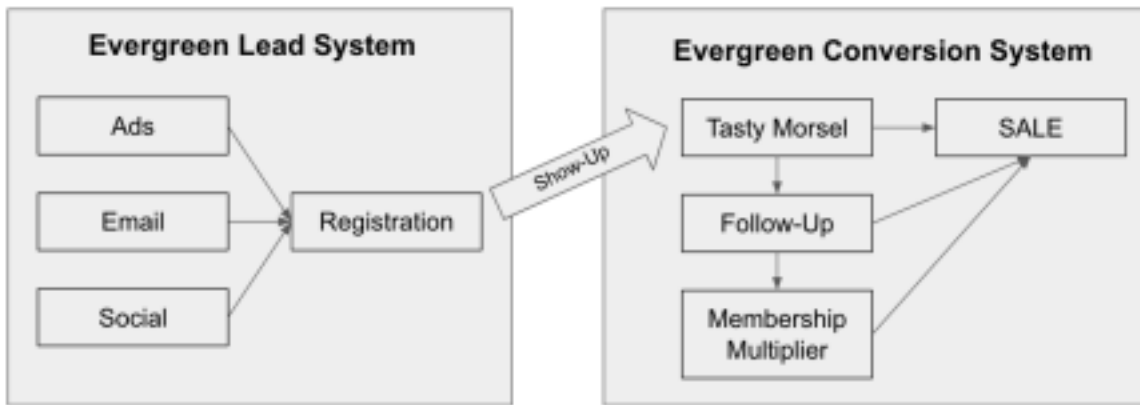 Evergreen Lead System
Ads
Email
Social
Registration
Show-Up
Evergreen Conversion System
Tasty Morsel
SALE
Follow-Up
Membership
Multiplier